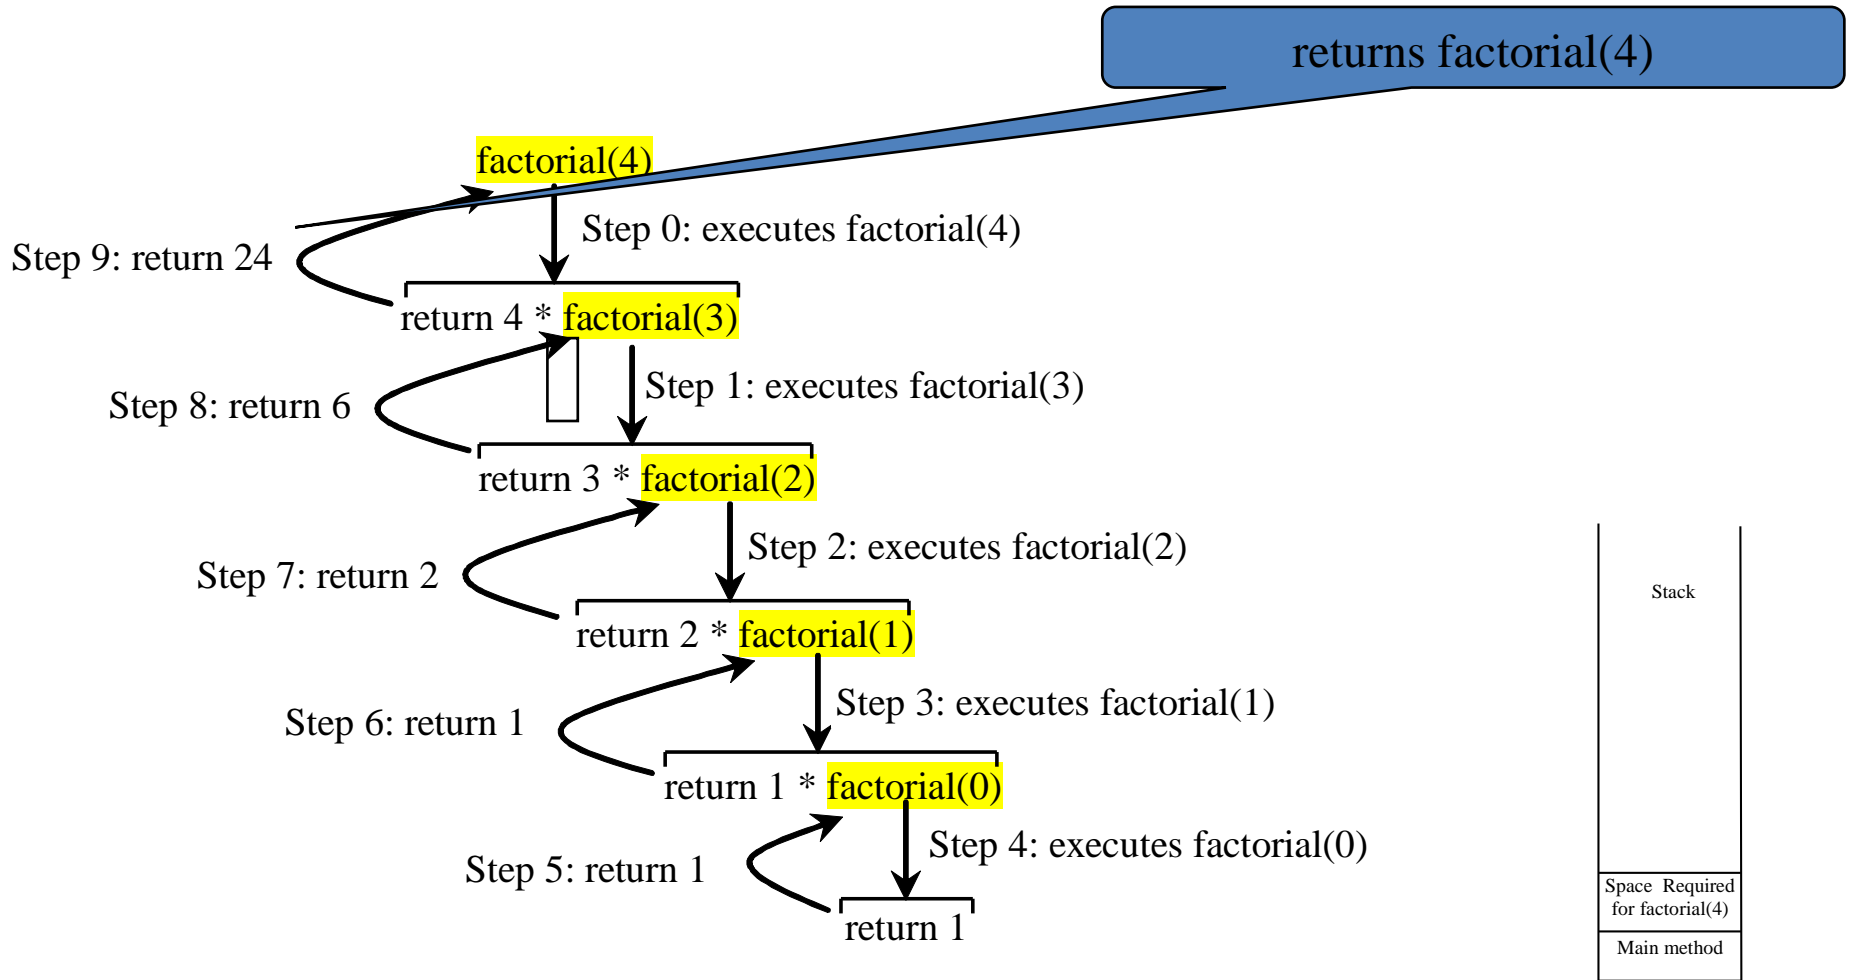 returns factorial(4)
factorial(4)
Step 0: executes factorial(4)
Step 9: return 24
return 4 * factorial(3)
Step 1: executes factorial(3)
Step 8: return 6
return 3 * factorial(2)
Step 2: executes factorial(2)
Step 7: return 2
return 2 * factorial(1)
Step 3: executes factorial(1)
Step 6: return 1
return 1 * factorial(0)
Step 4: executes factorial(0)
Step 5: return 1
return 1
Stack
Space Required
for factorial(4)
Main method